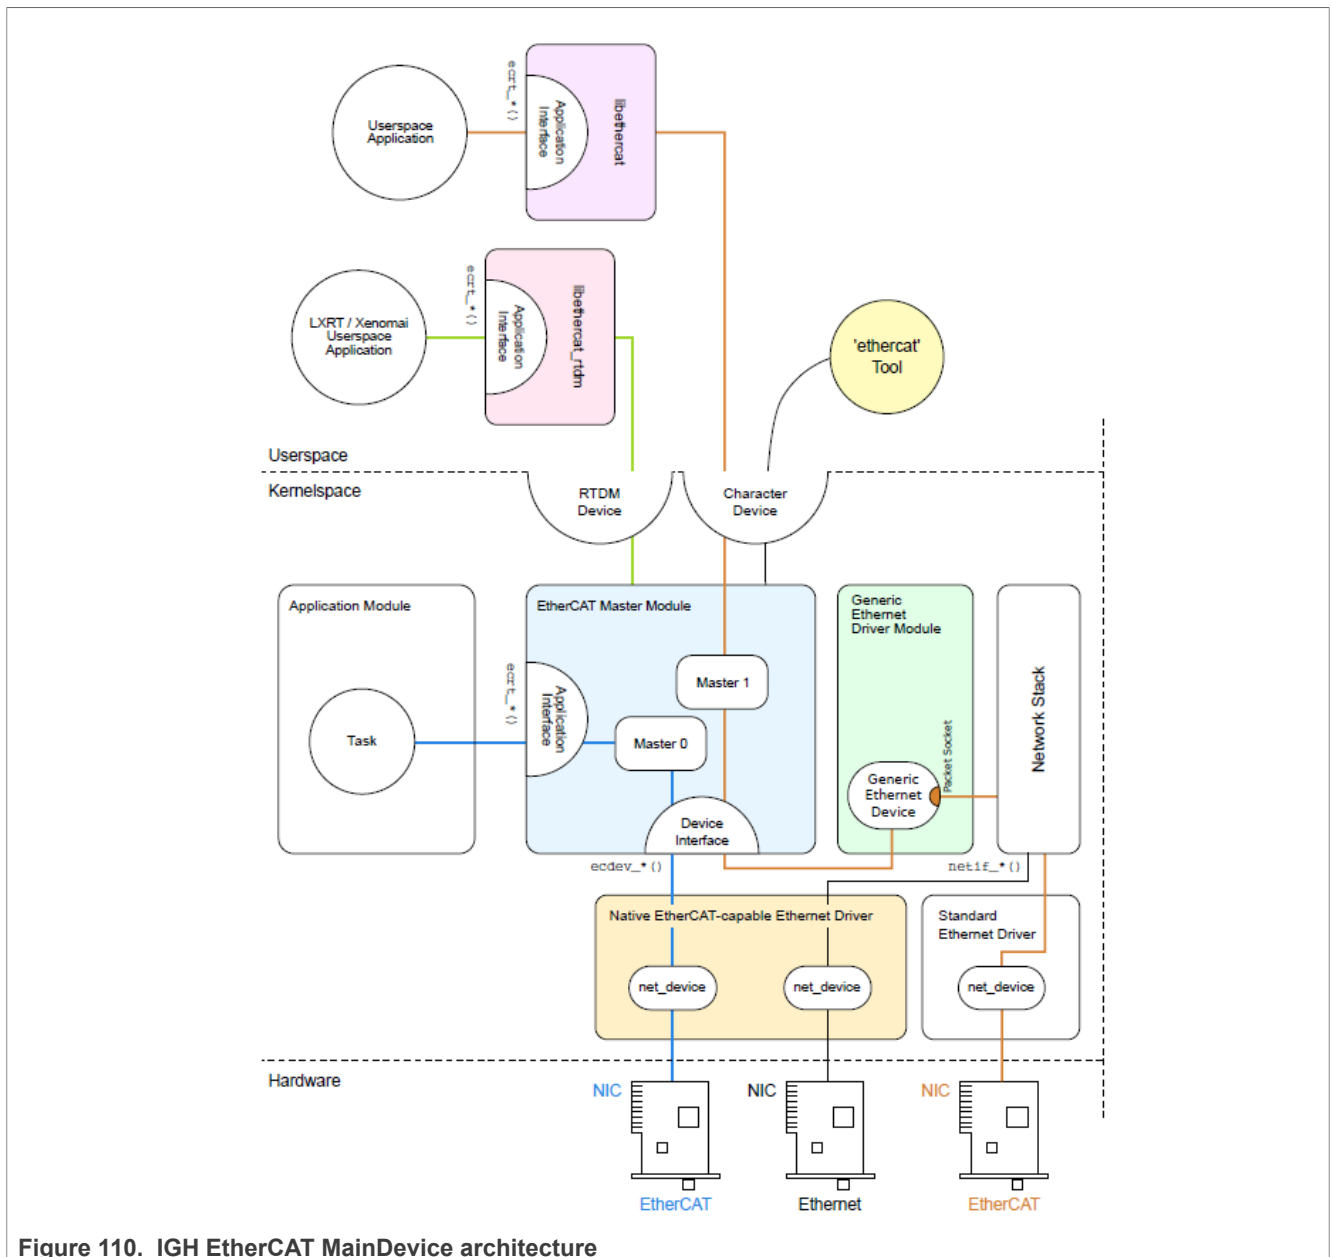 ecrt_*()
Userspace
Application
Application
Interface
libethercat
ecrt_*()
LXRT / Xenomai
Userspace
Application
Application
Interface
libethercat_rtdm
'ethercat'
Tool
Userspace
Kernelspace
RTDM
Device
Character
Device
Application Module
EtherCAT Master Module
Generic
Ethernet
Driver Module
Network Stack
ecrt_*()
Application
Interface
Master 1
Task
Master 0
Packet Socket
Generic
Ethernet
Device
Device
Interface
ecdev_*()
netif_*()
Native EtherCAT-capable Ethernet Driver
Standard
Ethernet Driver
net_device
net_device
net_device
Hardware
NIC
NIC
NIC
EtherCAT
Ethernet
EtherCAT
Figure 110. IGH EtherCAT MainDevice architecture